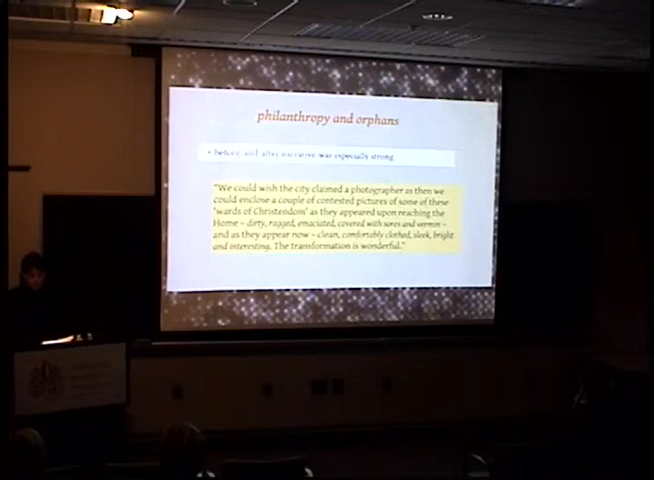 philanthropy and orphans
• before and after narrative was especially strong
"We could wish the city claimed a photographer as then we
could enclose a couple of contested pictures of some of these
'wards of Christendom' as they appeared upon reaching the
Home – dirty, ragged, emaciated, covered with sores and vermin –
and as they appear now – clean, comfortably clothed, sleek, bright
and interesting. The transformation is wonderful."